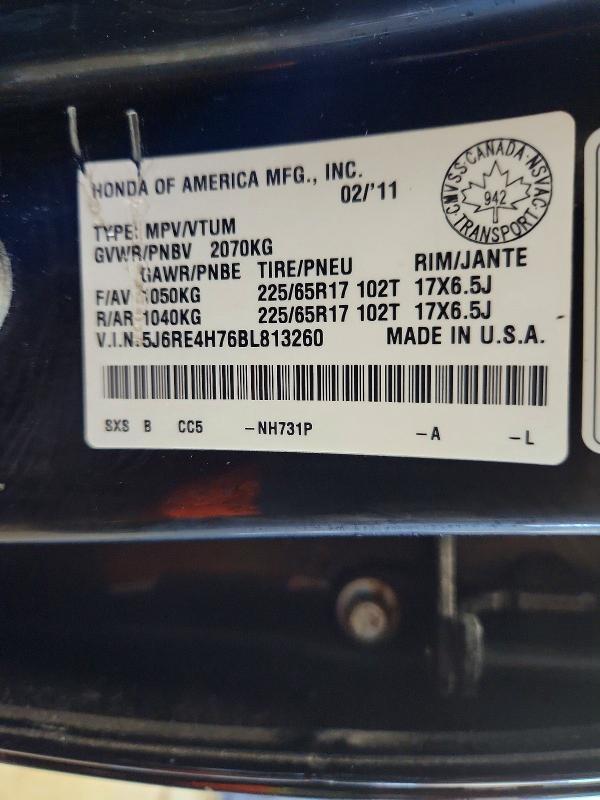 HONDA OF AMERICA MFG., INC.
02/'11
CMVSS·CANADA·NSVAC·TRANSPORT·
942
TYPE: MPV/VTUM
GVWR/PNBV 2070KG
GAWR/PNBE TIRE/PNEU RIM/JANTE
F/AV 1050KG 225/65R17 102T 17X6.5J
R/AR 1040KG 225/65R17 102T 17X6.5J
V.I.N.5J6RE4H76BL813260 MADE IN U.S.A.
SXS B CC5 -NH731P -A -L